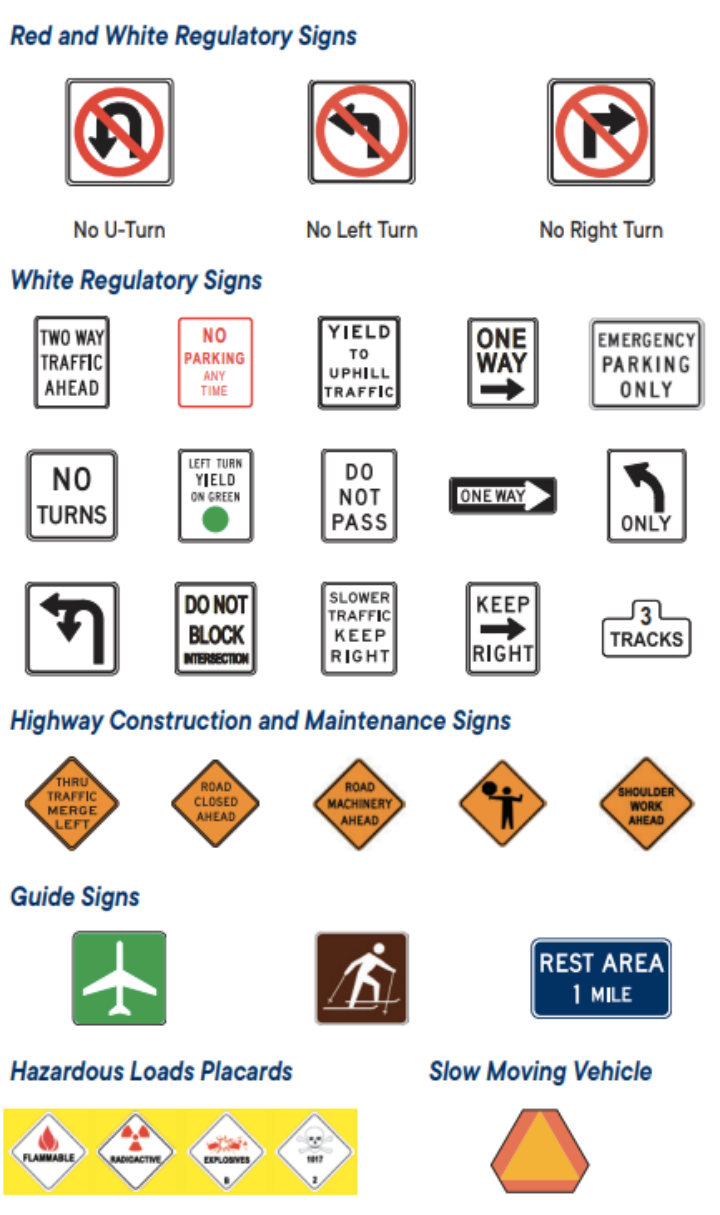 Red and White Regulatory Signs
No U-Turn
No Left Turn
No Right Turn
White Regulatory Signs
TWO WAY
TRAFFIC
AHEAD
NO
PARKING
ANY
TIME
YIELD
TO
UPHILL
TRAFFIC
ONE
WAY
EMERGENCY
PARKING
ONLY
NO
TURNS
LEFT TURN
YIELD
ON GREEN
DO
NOT
PASS
ONE WAY
ONLY
DO NOT
BLOCK
INTERSECTION
SLOWER
TRAFFIC
KEEP
RIGHT
KEEP
RIGHT
3
TRACKS
Highway Construction and Maintenance Signs
THRU
TRAFFIC
MERGE
LEFT
ROAD
CLOSED
AHEAD
ROAD
MACHINERY
AHEAD
SHOULDER
WORK
AHEAD
Guide Signs
REST AREA
1 MILE
Hazardous Loads Placards
Slow Moving Vehicle
FLAMMABLE
RADIOACTIVE
EXPLOSIVES
B
1017
2